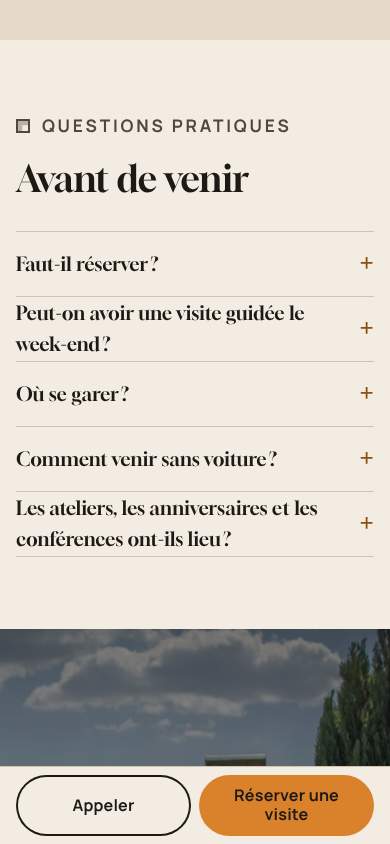 QUESTIONS PRATIQUES
Avant de venir
Faut-il réserver ?
+
Peut-on avoir une visite guidée le
week-end ?
+
Où se garer ?
+
Comment venir sans voiture ?
+
Les ateliers, les anniversaires et les
conférences ont-ils lieu ?
+
Appeler
Réserver une
visite